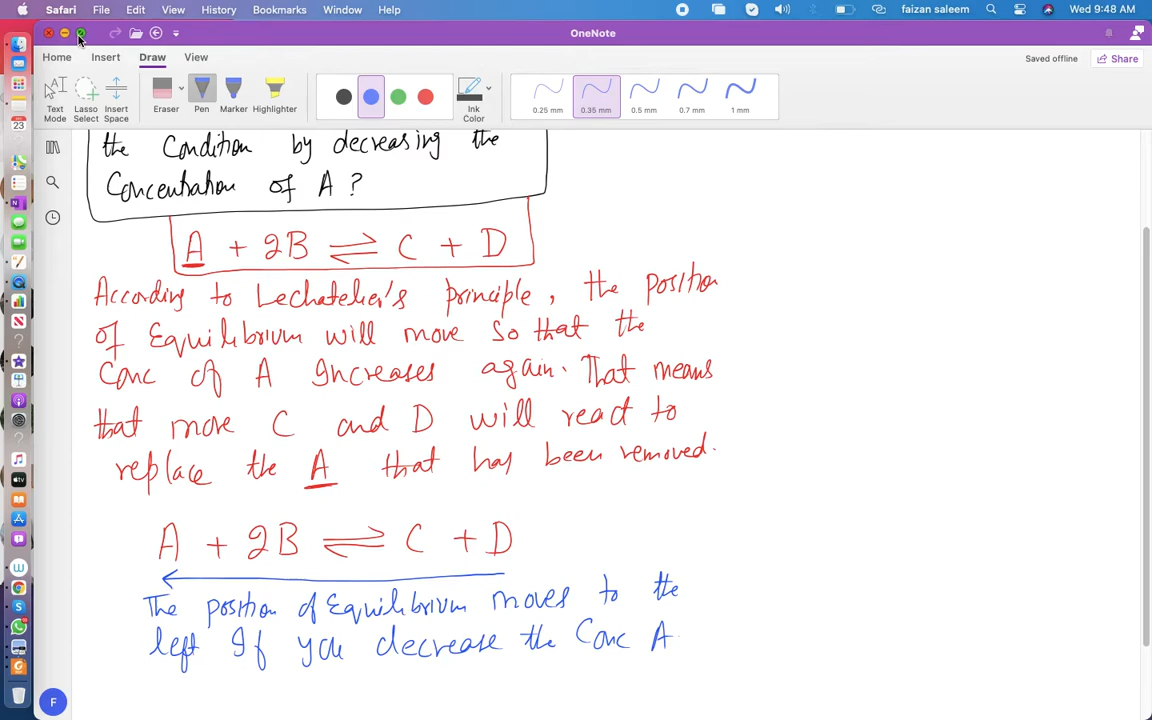 Safari File Edit View History Bookmarks Window Help faizan saleem Wed 9:48 AM
OneNote
Home Insert Draw View Saved offline Share
Text Mode Lasso Select Insert Space Eraser Pen Marker Highlighter Ink Color 0.25 mm 0.35 mm 0.5 mm 0.7 mm 1 mm
23
the Condition by decreasing the
Concentration of A ?
A + 2B ⇌ C + D
According to Lechatelier's principle, the position
of Equilibrium will move so that the
Conc of A Increases again. That means
that more C and D will react to
replace the A that has been removed.
A + 2B ⇌ C + D
The position of Equilibrium moves to the
left If you decrease the Conc A
F